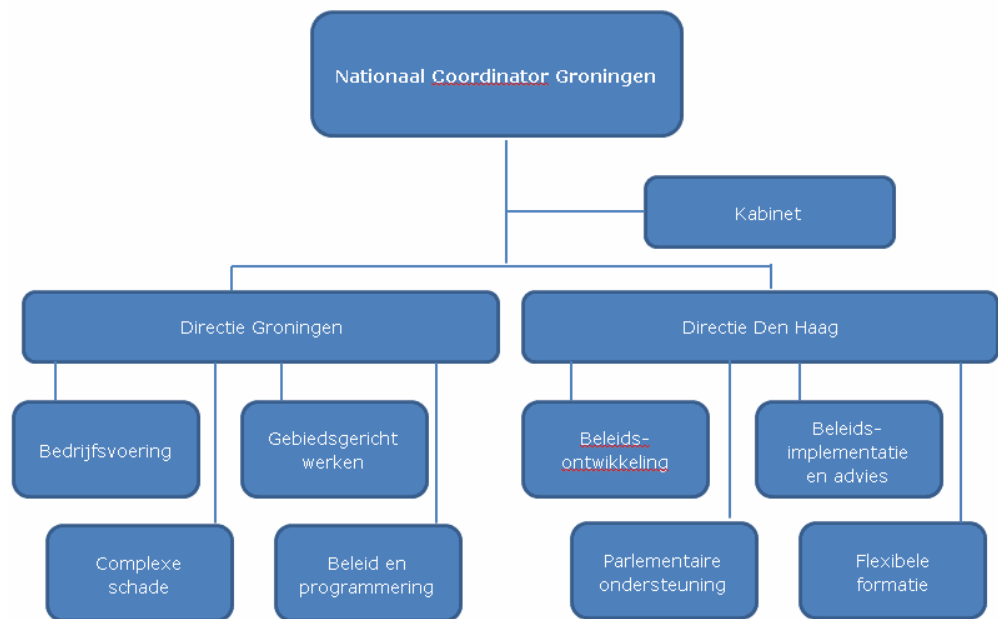 Nationaal Coordinator Groningen
Kabinet
Directie Groningen
Directie Den Haag
Bedrijfsvoering
Gebiedsgericht
werken
Beleids-
ontwikkeling
Beleids-
implementatie
en advies
Complexe
schade
Beleid en
programmering
Parlementaire
ondersteuning
Flexibele
formatie